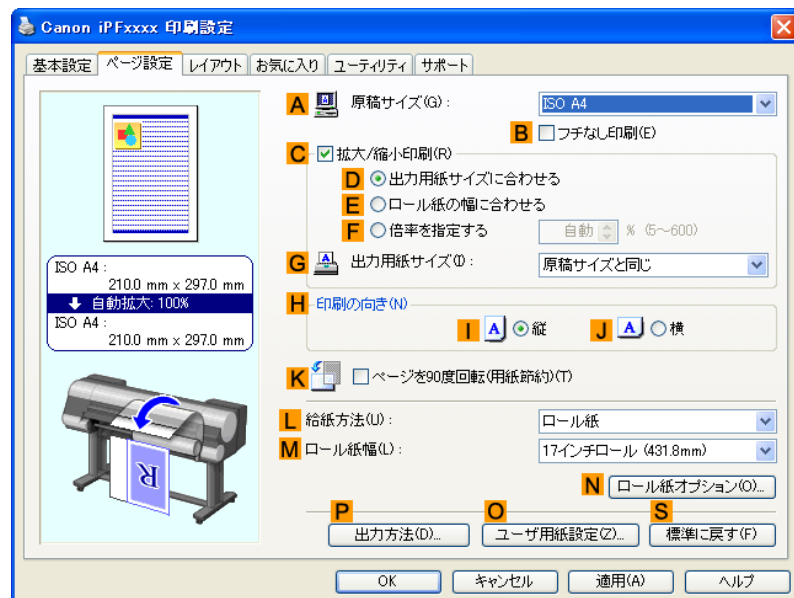 Canon iPFxxxx 印刷設定
基本設定 ページ設定 レイアウト お気に入り ユーティリティ サポート
A 原稿サイズ(G): ISO A4
B フチなし印刷(E)
C 拡大/縮小印刷(R)
D 出力用紙サイズに合わせる
E ロール紙の幅に合わせる
F 倍率を指定する 自動 % (5~600)
G 出力用紙サイズ(I): 原稿サイズと同じ
ISO A4 :
210.0 mm x 297.0 mm
自動拡大: 100%
ISO A4 :
210.0 mm x 297.0 mm
H 印刷の向き(N)
I A 縦 J A 横
K ページを90度回転(用紙節約)(T)
L 給紙方法(U): ロール紙
M ロール紙幅(L): 17インチロール (431.8mm)
R
N ロール紙オプション(O)...
P O S
出力方法(D)... ユーザ用紙設定(Z)... 標準に戻す(F)
OK キャンセル 適用(A) ヘルプ